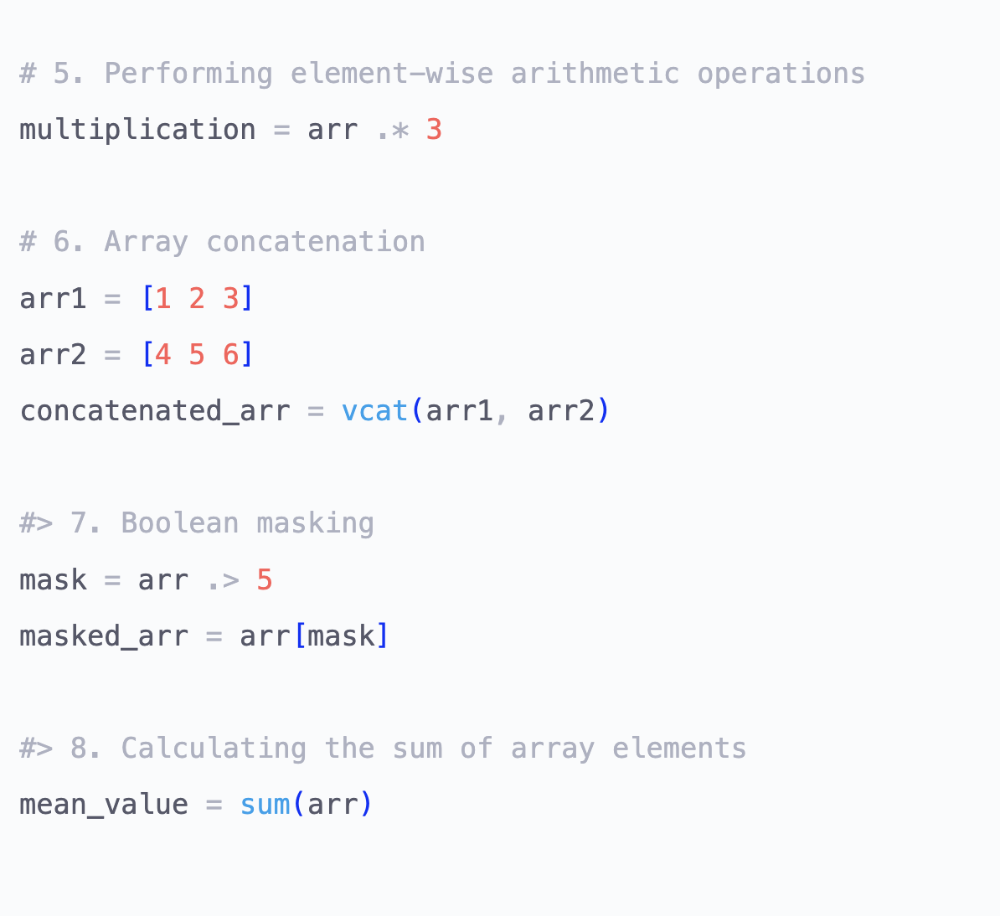 # 5. Performing element-wise arithmetic operations
multiplication = arr .* 3
# 6. Array concatenation
arr1 = [1 2 3]
arr2 = [4 5 6]
concatenated_arr = vcat(arr1, arr2)
#> 7. Boolean masking
mask = arr .> 5
masked_arr = arr[mask]
#> 8. Calculating the sum of array elements
mean_value = sum(arr)